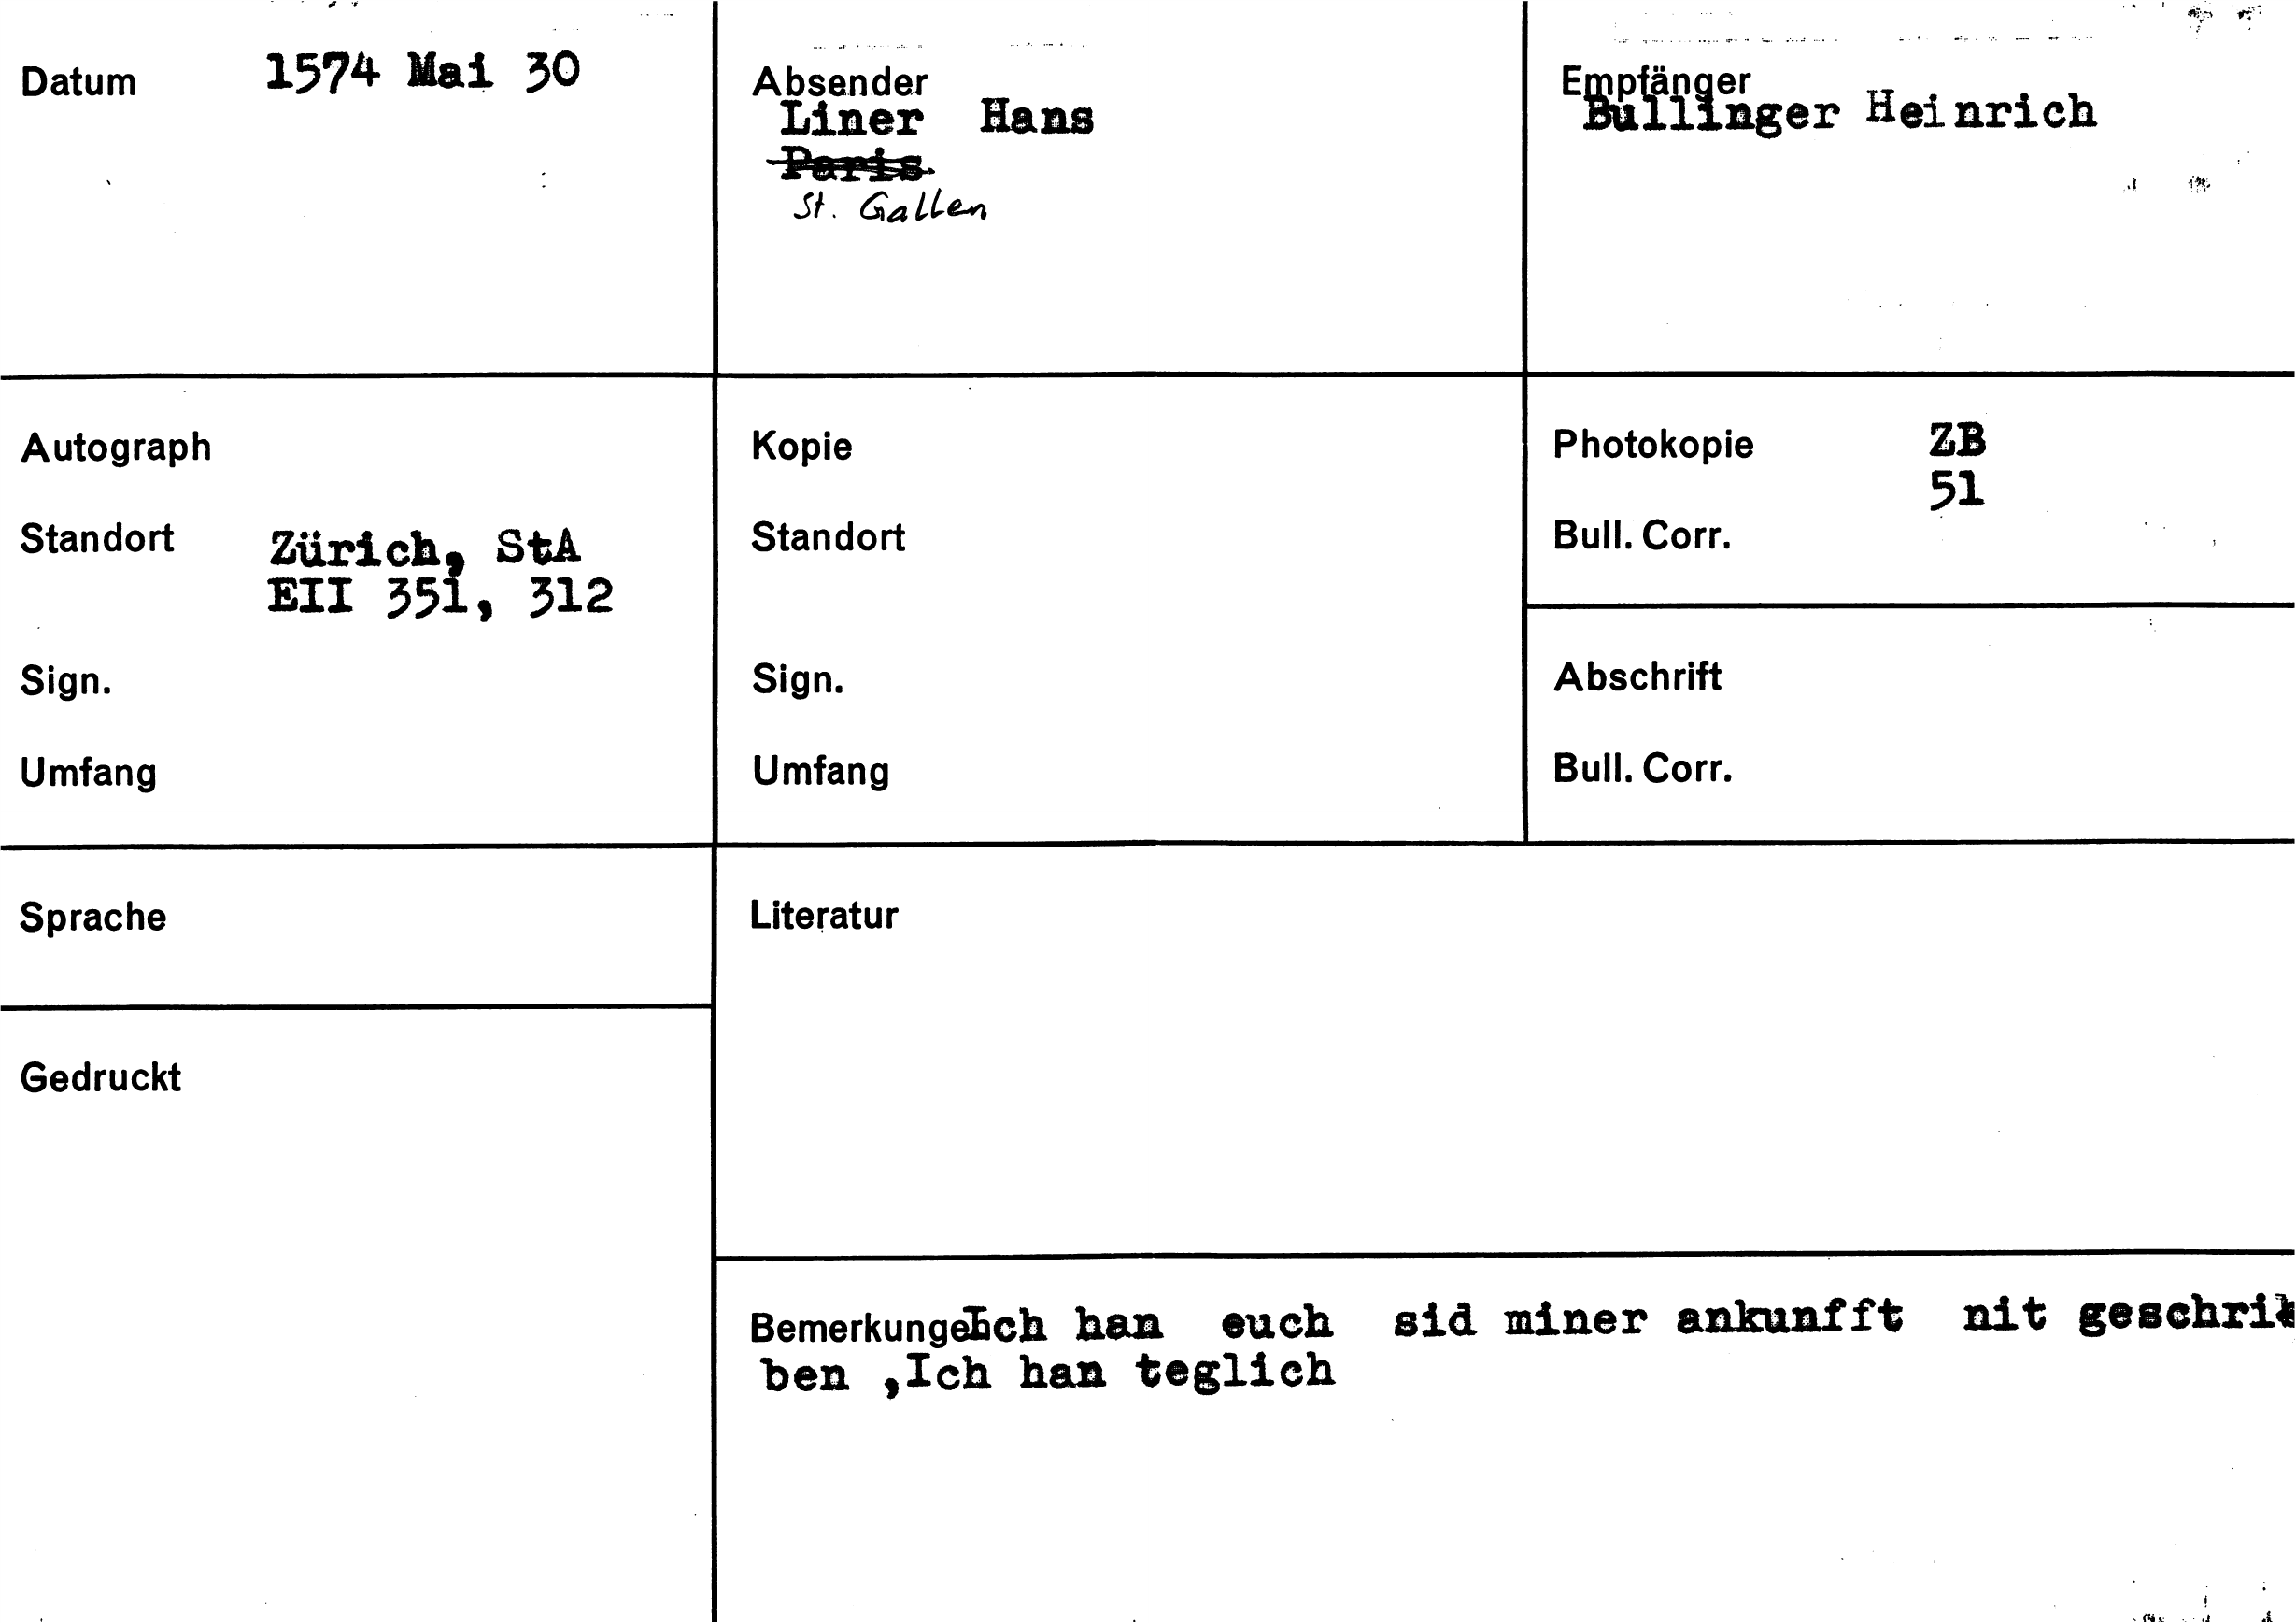 Datum 1574 Mai 30
Absender
Liner Hans
Paris
St. Gallen
Empfänger
Bullinger Heinrich
Autograph
Standort Zürich, StA
EII 351, 312
Sign.
Umfang
Kopie
Standort
Sign.
Umfang
Photokopie ZB
51
Bull. Corr.
Abschrift
Bull. Corr.
Sprache
Gedruckt
Literatur
Bemerkungen Ich han euch sid miner ankunfft nit geschri
ben ,Ich han teglich